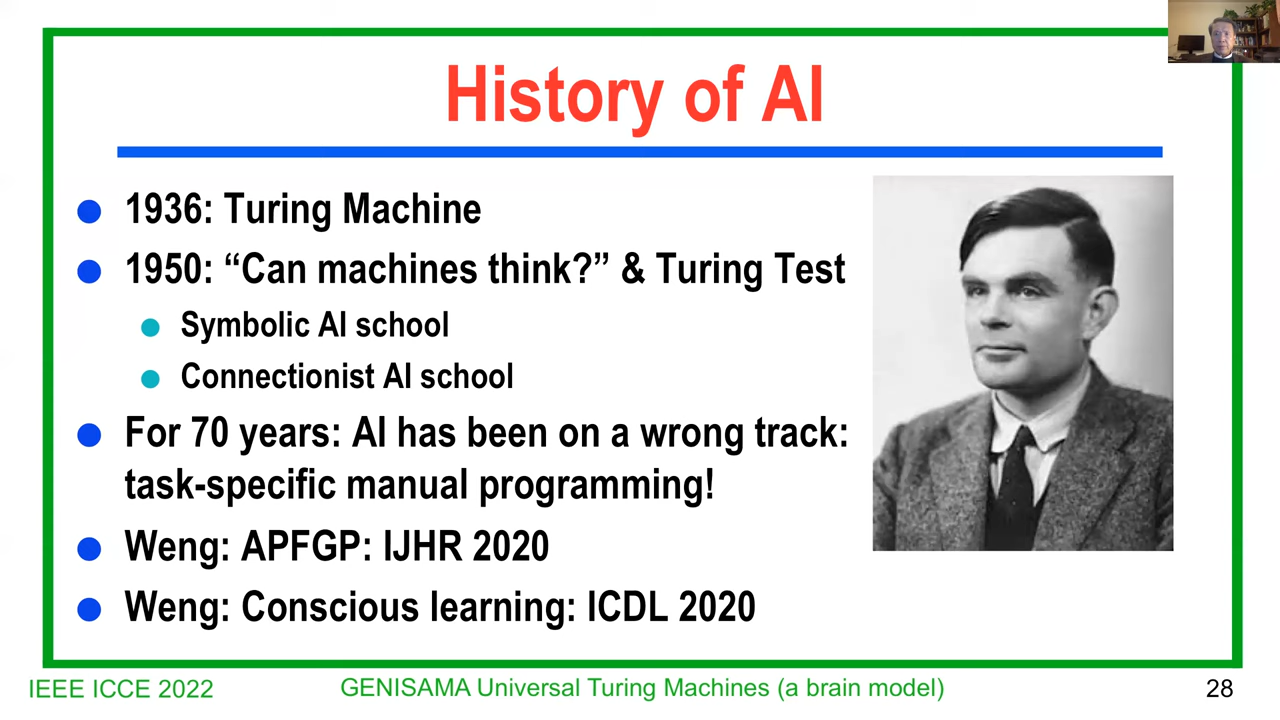 History of AI
1936: Turing Machine
1950: “Can machines think?” & Turing Test
Symbolic AI school
Connectionist AI school
For 70 years: AI has been on a wrong track:
task-specific manual programming!
Weng: APFGP: IJHR 2020
Weng: Conscious learning: ICDL 2020
IEEE ICCE 2022
GENISAMA Universal Turing Machines (a brain model)
28